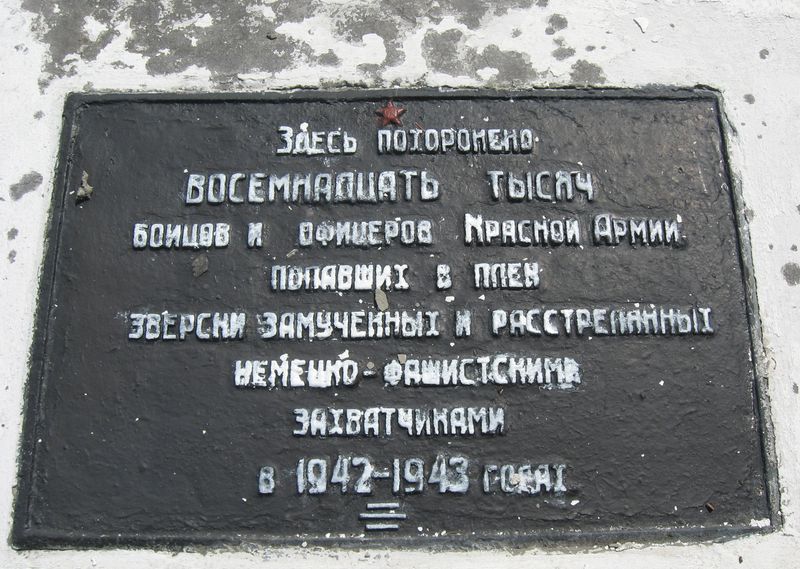 Здесь похоронено
восемнадцать тысяч
бойцов и офицеров Красной Армии
попавших в плен
зверски замученных и расстрелянных
немецко-фашистскими
захватчиками
в 1942-1943 годах